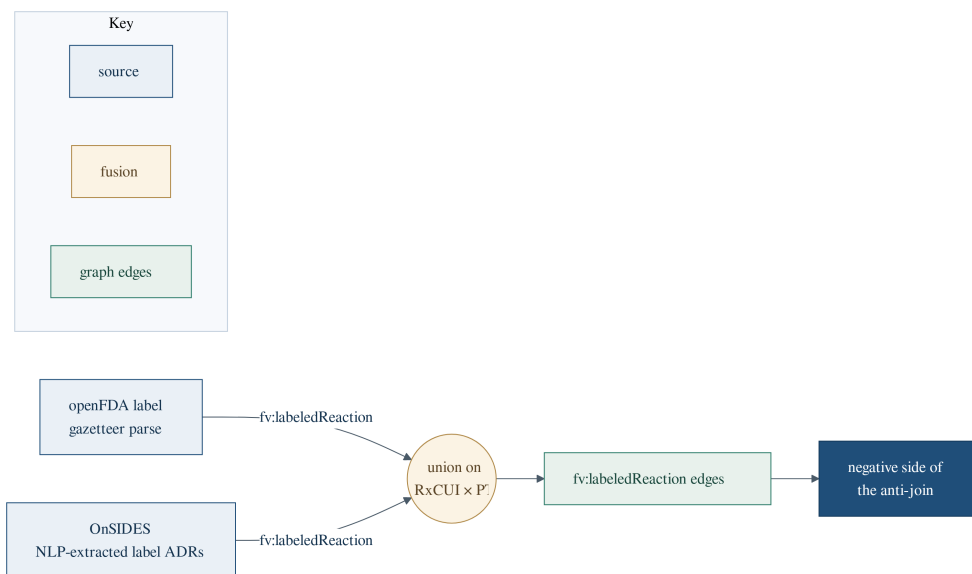 Key
source
fusion
graph edges
openFDA label
gazetteer parse
fv:labeledReaction
OnSIDES
NLP-extracted label ADRs
fv:labeledReaction
union on
RxCUI × PT
fv:labeledReaction edges
negative side of
the anti-join